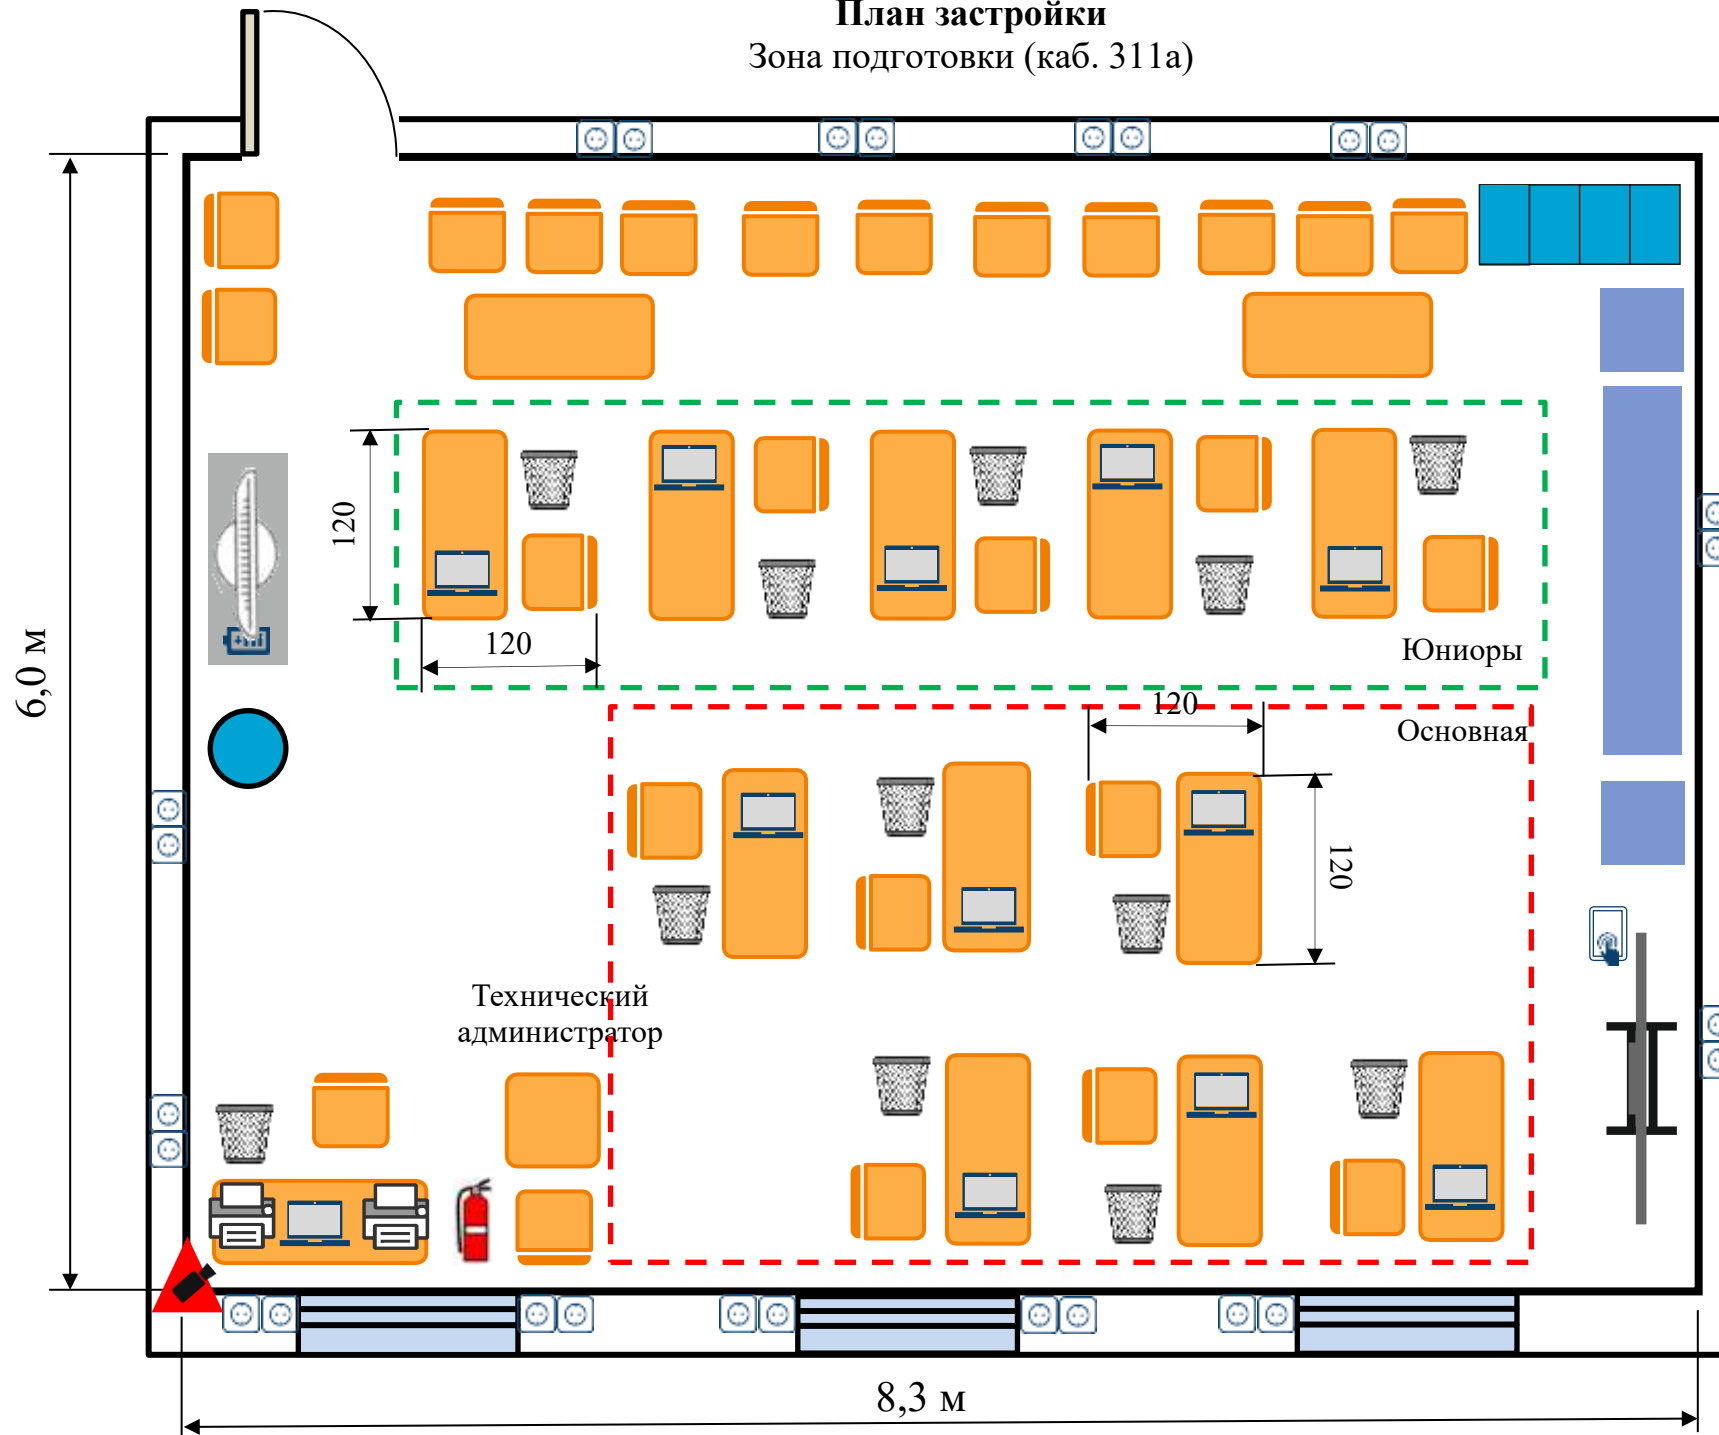 План застройки
Зона подготовки (каб. 311а)
120
120
Юниоры
6,0 м
120
Основная
120
Технический
администратор
8,3 м